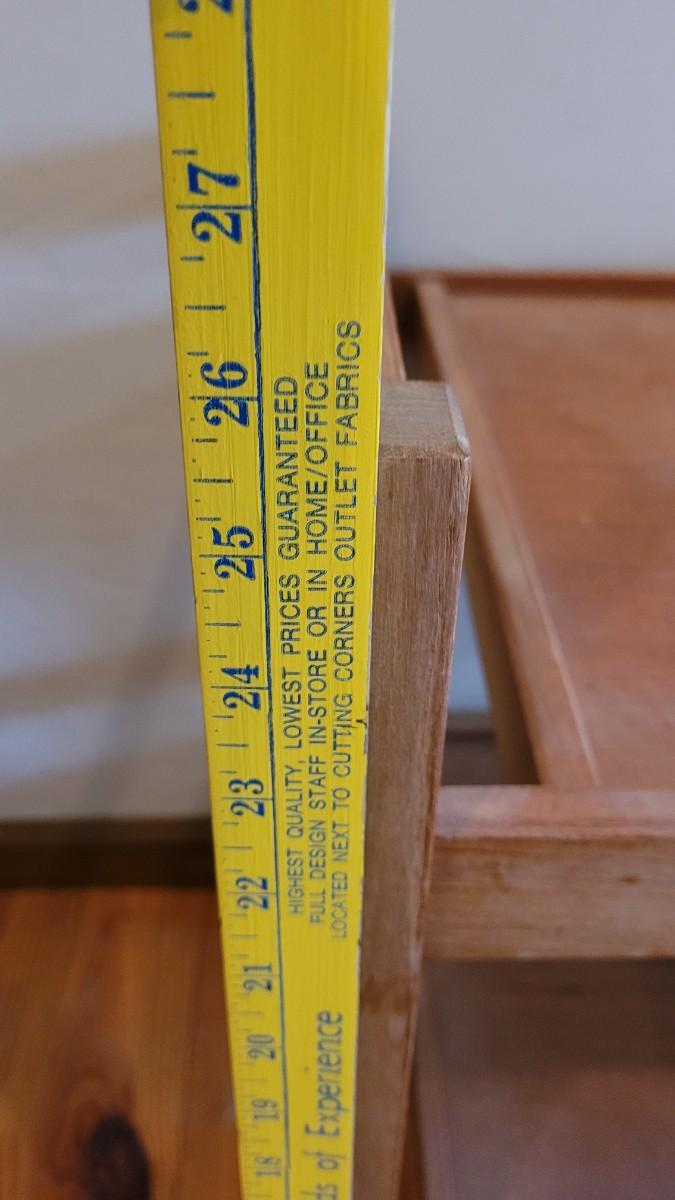 27
26
25
24
23
22
21
20
19
18
HIGHEST QUALITY, LOWEST PRICES GUARANTEED
FULL DESIGN STAFF IN-STORE OR IN HOME/OFFICE
LOCATED NEXT TO CUTTING CORNERS OUTLET FABRICS
of Experience